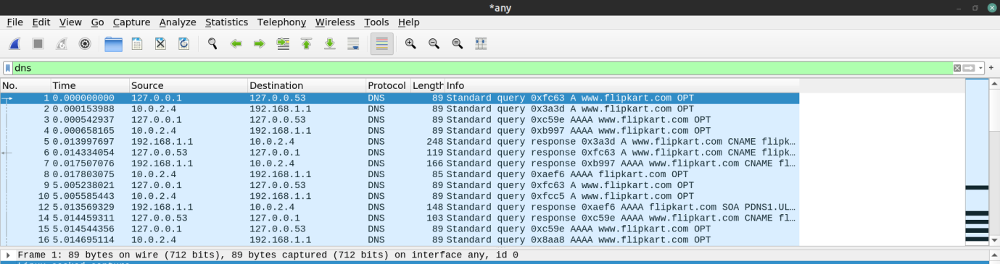 *any
File Edit View Go Capture Analyze Statistics Telephony Wireless Tools Help
dns
No. Time Source Destination Protocol Length Info
1 0.000000000 127.0.0.1 127.0.0.53 DNS 89 Standard query 0xfc63 A www.flipkart.com OPT
2 0.000153988 10.0.2.4 192.168.1.1 DNS 89 Standard query 0x3a3d A www.flipkart.com OPT
3 0.000542937 127.0.0.1 127.0.0.53 DNS 89 Standard query 0xc59e AAAA www.flipkart.com OPT
4 0.000658165 10.0.2.4 192.168.1.1 DNS 89 Standard query 0xb997 AAAA www.flipkart.com OPT
5 0.013997697 192.168.1.1 10.0.2.4 DNS 248 Standard query response 0x3a3d A www.flipkart.com CNAME flipk…
6 0.014334054 127.0.0.53 127.0.0.1 DNS 119 Standard query response 0xfc63 A www.flipkart.com CNAME flipk…
7 0.017507076 192.168.1.1 10.0.2.4 DNS 166 Standard query response 0xb997 AAAA www.flipkart.com CNAME fl…
8 0.017803075 10.0.2.4 192.168.1.1 DNS 85 Standard query 0xaef6 AAAA flipkart.com OPT
9 5.005238021 127.0.0.1 127.0.0.53 DNS 89 Standard query 0xfc63 A www.flipkart.com OPT
10 5.005585443 10.0.2.4 192.168.1.1 DNS 89 Standard query 0xfcc5 A www.flipkart.com OPT
12 5.013569329 192.168.1.1 10.0.2.4 DNS 148 Standard query response 0xaef6 AAAA flipkart.com SOA PDNS1.UL…
14 5.014459311 127.0.0.53 127.0.0.1 DNS 103 Standard query response 0xc59e AAAA www.flipkart.com CNAME fl…
15 5.014544356 127.0.0.1 127.0.0.53 DNS 89 Standard query 0xc59e AAAA www.flipkart.com OPT
16 5.014695114 10.0.2.4 192.168.1.1 DNS 89 Standard query 0x8aa8 AAAA www.flipkart.com OPT
Frame 1: 89 bytes on wire (712 bits), 89 bytes captured (712 bits) on interface any, id 0